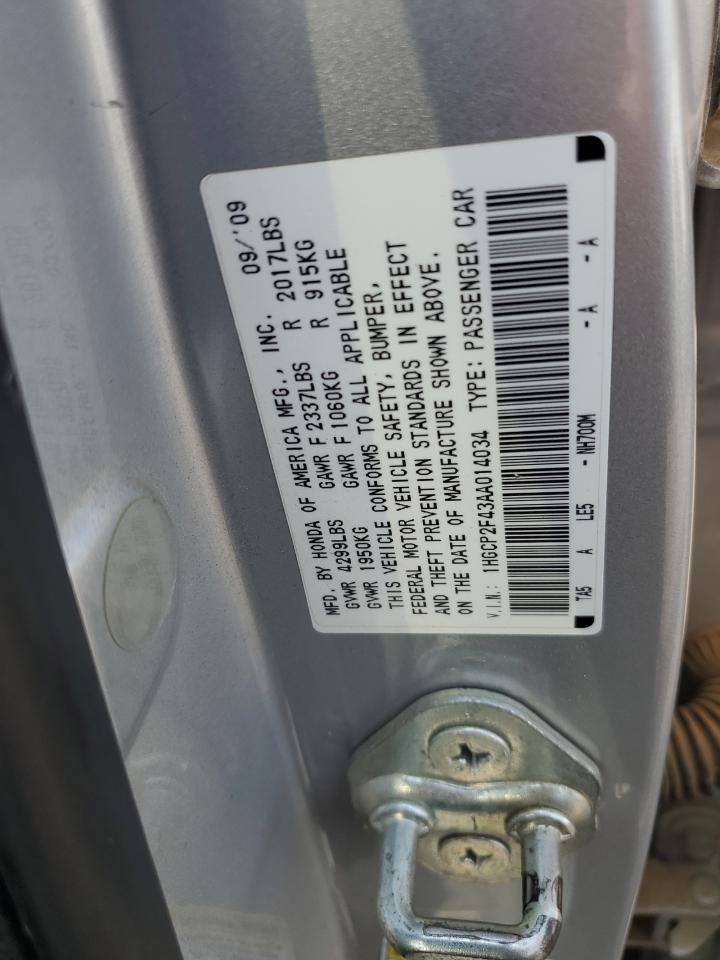 MFD. BY HONDA OF AMERICA MFG., INC. 09/'09
GVWR 4299LBS GAWR F 2337LBS R 2017LBS
GVWR 1950KG GAWR F 1060KG R 915KG
THIS VEHICLE CONFORMS TO ALL APPLICABLE
FEDERAL MOTOR VEHICLE SAFETY, BUMPER,
AND THEFT PREVENTION STANDARDS IN EFFECT
ON THE DATE OF MANUFACTURE SHOWN ABOVE.
V.I.N.: 1HGCP2F43AA014034 TYPE: PASSENGER CAR
TA5 A LE5 - NH700M - A - A